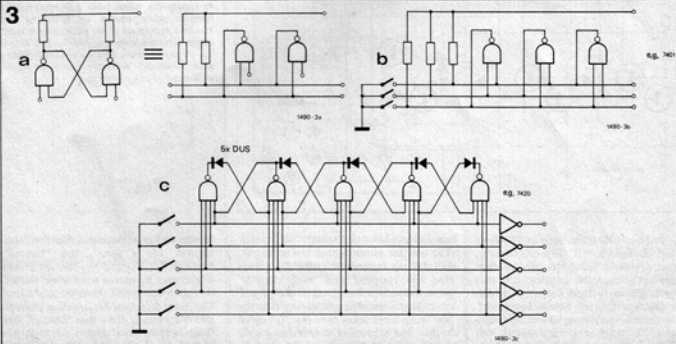 3
a
1490 - 3a
b
e.g. 7401
1490 - 3b
c
5x DUS
e.g. 7420
1490 - 3c